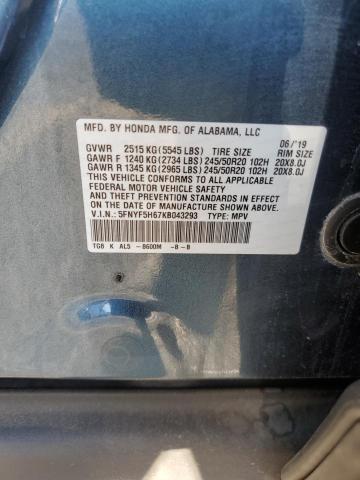 MFD. BY HONDA MFG. OF ALABAMA, LLC 06/'19
GVWR 2515 KG(5545 LBS) TIRE SIZE RIM SIZE
GAWR F 1240 KG(2734 LBS)245/50R20 102H 20X8.0J
GAWR R 1345 KG(2965 LBS)245/50R20 102H 20X8.0J
THIS VEHICLE CONFORMS TO ALL APPLICABLE
FEDERAL MOTOR VEHICLE SAFETY, BUMPER,
AND THEFT PREVENTION STANDARDS IN EFFECT
ON THE DATE OF MANUFACTURE SHOWN ABOVE.
V.I.N.: 5FNYF5H67KB043293 TYPE: MPV
TG8 K AL5 -B600M -B-B